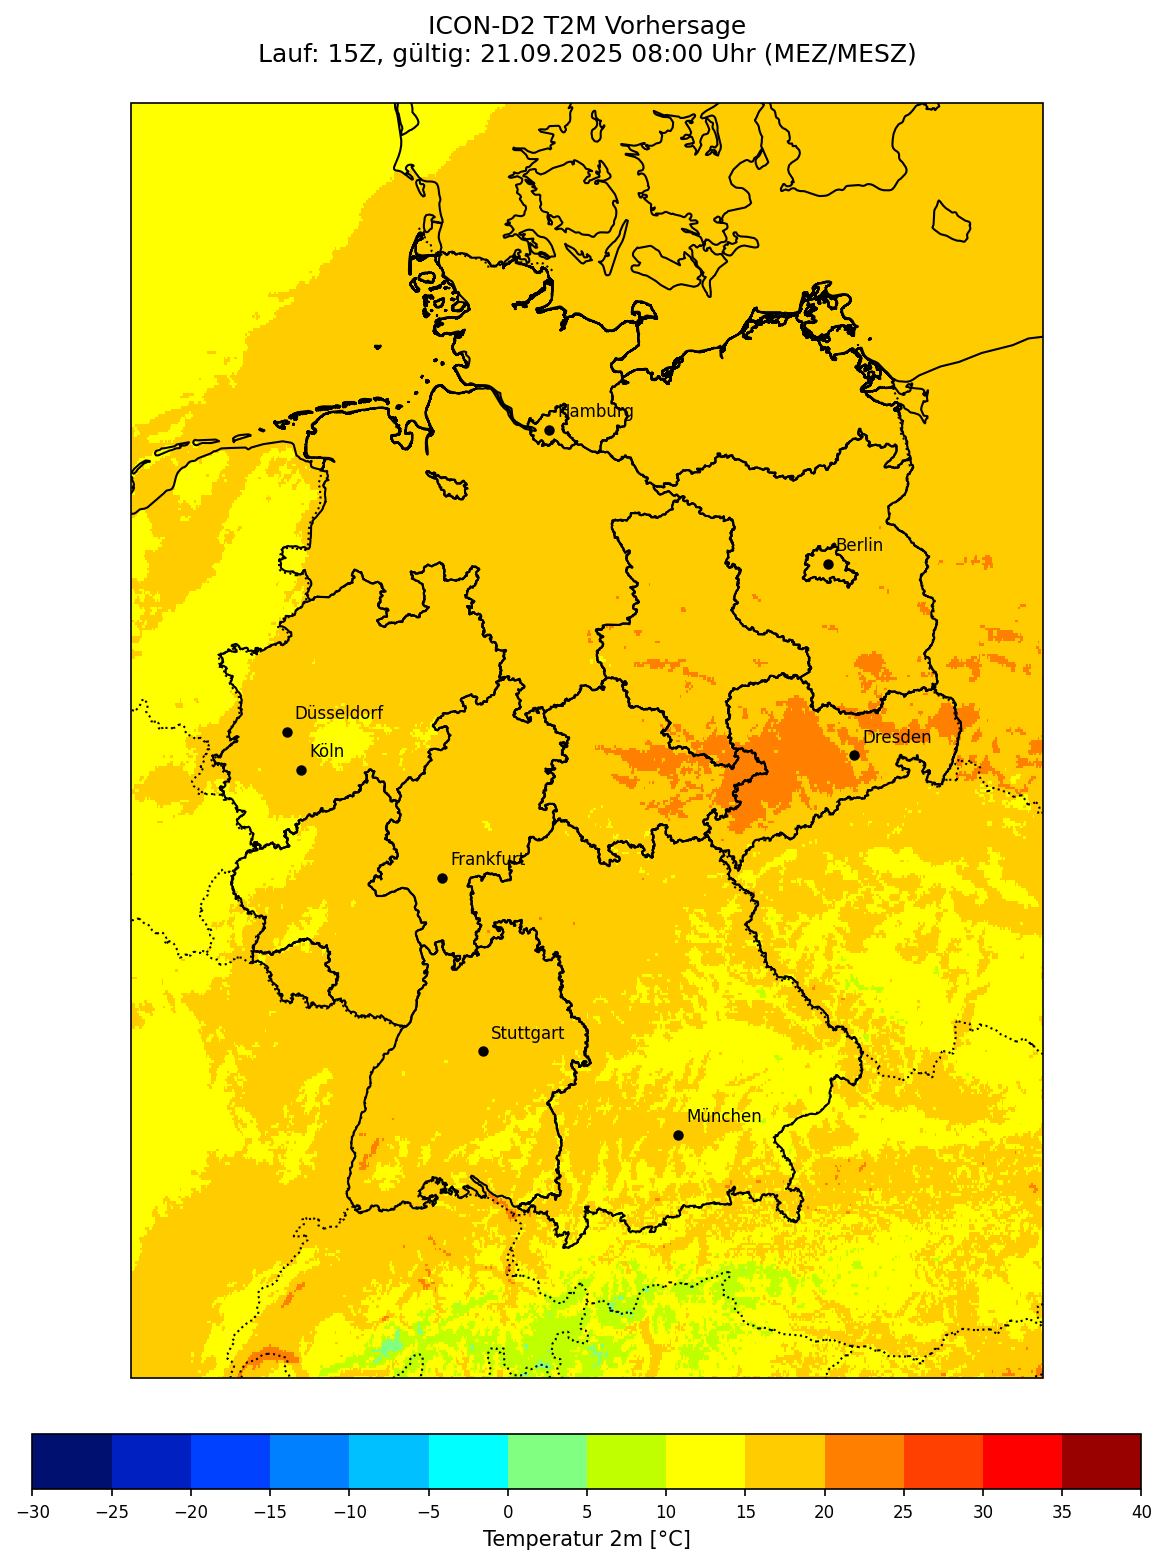 ICON-D2 T2M Vorhersage
Lauf: 15Z, gültig: 21.09.2025 08:00 Uhr (MEZ/MESZ)
Hamburg
Berlin
Düsseldorf
Dresden
Köln
Frankfurt
Stuttgart
München
−30 −25 −20 −15 −10 −5 0 5 10 15 20 25 30 35 40
Temperatur 2m [°C]